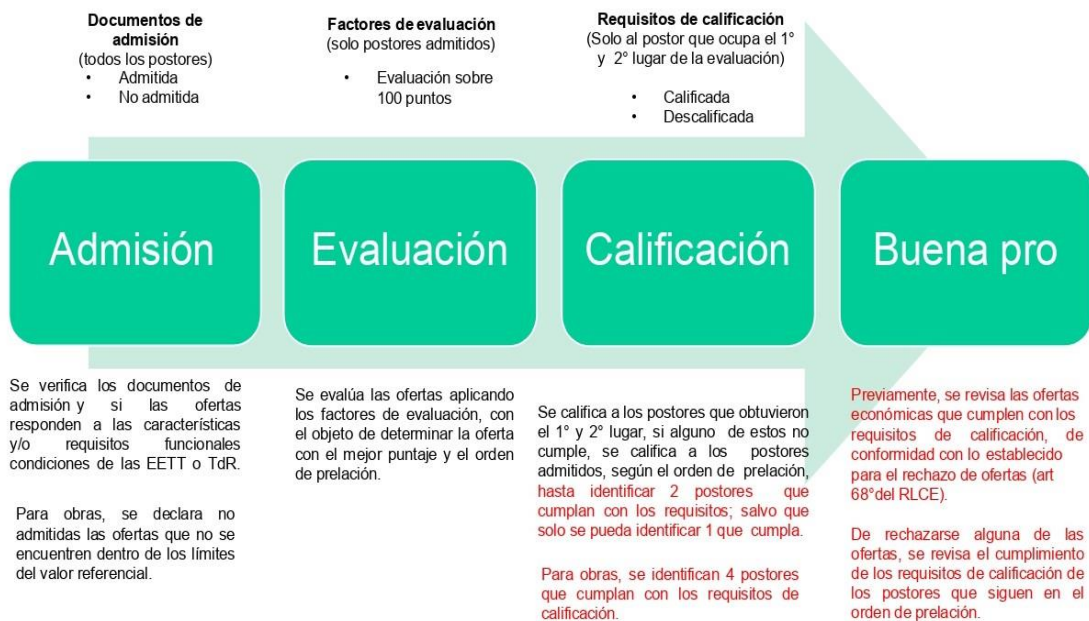 Documentos de
admisión
(todos los postores)
• Admitida
• No admitida
Factores de evaluación
(solo postores admitidos)
• Evaluación sobre
100 puntos
Requisitos de calificación
(Solo al postor que ocupa el 1°
y 2° lugar de la evaluación)
• Calificada
• Descalificada
Admisión
Evaluación
Calificación
Buena pro
Se verifica los documentos de
admisión y si las ofertas
responden a las características
y/o requisitos funcionales
condiciones de las EETT o TdR.
Para obras, se declara no
admitidas las ofertas que no se
encuentren dentro de los límites
del valor referencial.
Se evalúa las ofertas aplicando
los factores de evaluación, con
el objeto de determinar la oferta
con el mejor puntaje y el orden
de prelación.
Se califica a los postores que obtuvieron
el 1° y 2° lugar, si alguno de estos no
cumple, se califica a los postores
admitidos, según el orden de prelación,
hasta identificar 2 postores que
cumplan con los requisitos; salvo que
solo se pueda identificar 1 que cumpla.
Para obras, se identifican 4 postores
que cumplan con los requisitos de
calificación.
Previamente, se revisa las ofertas
económicas que cumplen con los
requisitos de calificación, de
conformidad con lo establecido
para el rechazo de ofertas (art
68°del RLCE).
De rechazarse alguna de las
ofertas, se revisa el cumplimiento
de los requisitos de calificación de
los postores que siguen en el
orden de prelación.